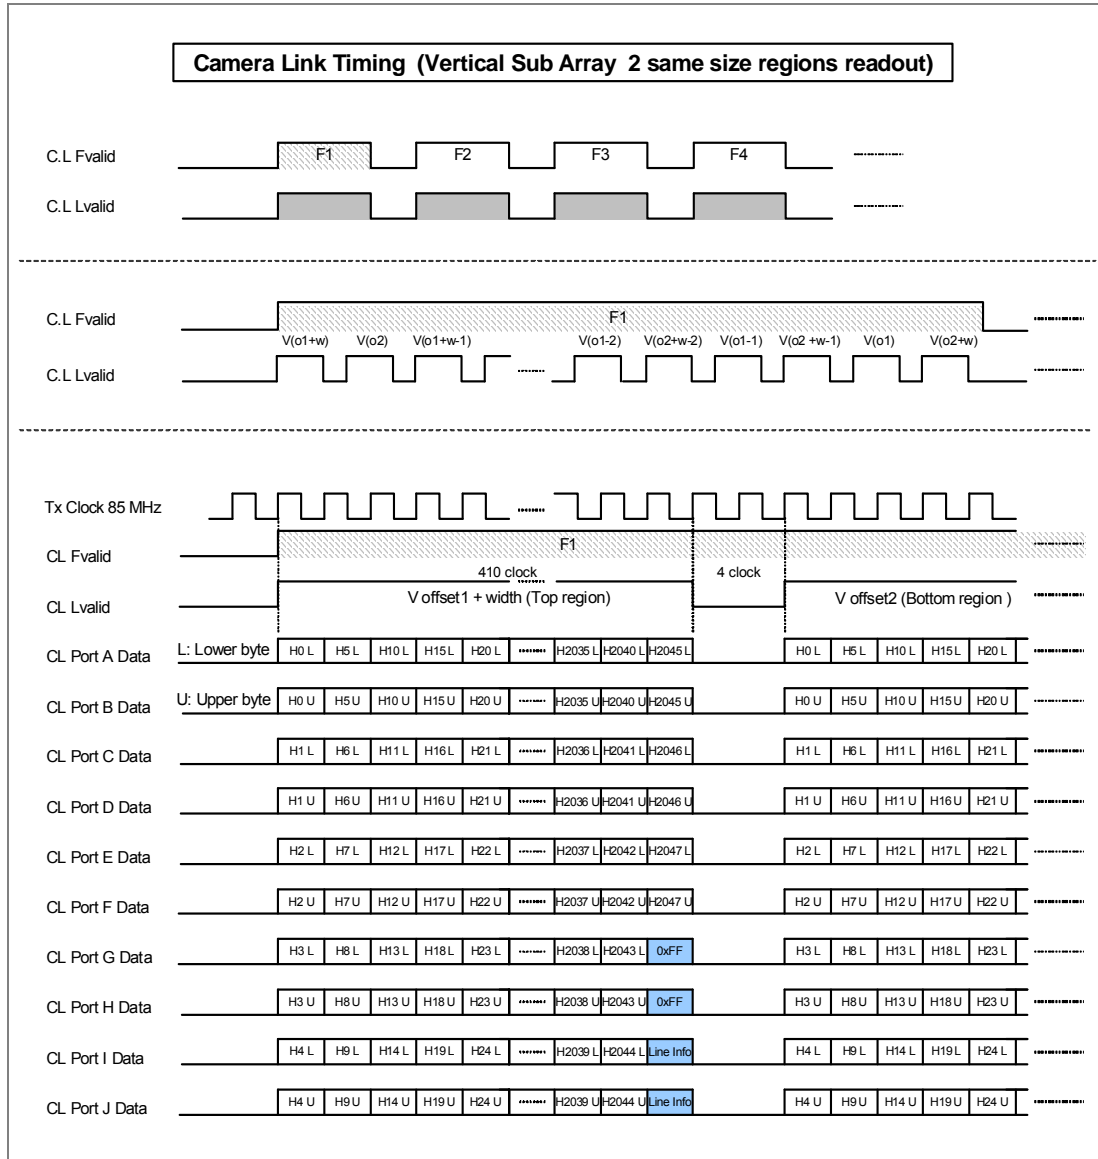 Camera Link Timing (Vertical Sub Array 2 same size regions readout)
C.L Fvalid F1 F2 F3 F4
C.L Lvalid
C.L Fvalid F1
V(o1+w) V(o2) V(o1+w-1) V(o1-2) V(o2+w-2) V(o1-1) V(o2 +w-1) V(o1) V(o2+w)
C.L Lvalid
Tx Clock 85 MHz
CL Fvalid F1
410 clock 4 clock
CL Lvalid V offset1 + width (Top region) V offset2 (Bottom region )
CL Port A Data L: Lower byte H0 L H5 L H10 L H15 L H20 L H2035 L H2040 L H2045 L H0 L H5 L H10 L H15 L H20 L
CL Port B Data U: Upper byte H0 U H5 U H10 U H15 U H20 U H2035 U H2040 U H2045 U H0 U H5 U H10 U H15 U H20 U
CL Port C Data H1 L H6 L H11 L H16 L H21 L H2036 L H2041 L H2046 L H1 L H6 L H11 L H16 L H21 L
CL Port D Data H1 U H6 U H11 U H16 U H21 U H2036 U H2041 U H2046 U H1 U H6 U H11 U H16 U H21 U
CL Port E Data H2 L H7 L H12 L H17 L H22 L H2037 L H2042 L H2047 L H2 L H7 L H12 L H17 L H22 L
CL Port F Data H2 U H7 U H12 U H17 U H22 U H2037 U H2042 U H2047 U H2 U H7 U H12 U H17 U H22 U
CL Port G Data H3 L H8 L H13 L H18 L H23 L H2038 L H2043 L 0xFF H3 L H8 L H13 L H18 L H23 L
CL Port H Data H3 U H8 U H13 U H18 U H23 U H2038 U H2043 U 0xFF H3 U H8 U H13 U H18 U H23 U
CL Port I Data H4 L H9 L H14 L H19 L H24 L H2039 L H2044 L Line Info H4 L H9 L H14 L H19 L H24 L
CL Port J Data H4 U H9 U H14 U H19 U H24 U H2039 U H2044 U Line Info H4 U H9 U H14 U H19 U H24 U